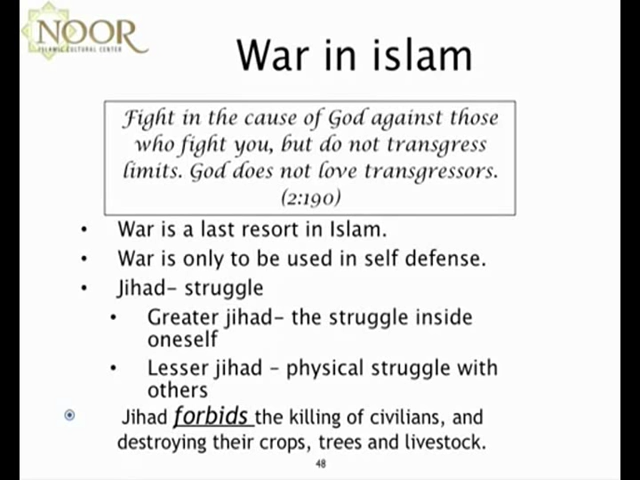 NOOR
ISLAMIC CULTURAL CENTER
War in islam
Fight in the cause of God against those
who fight you, but do not transgress
limits. God does not love transgressors.
(2:190)
• War is a last resort in Islam.
• War is only to be used in self defense.
• Jihad– struggle
• Greater jihad– the struggle inside
oneself
• Lesser jihad – physical struggle with
others
Jihad forbids the killing of civilians, and
destroying their crops, trees and livestock.
48